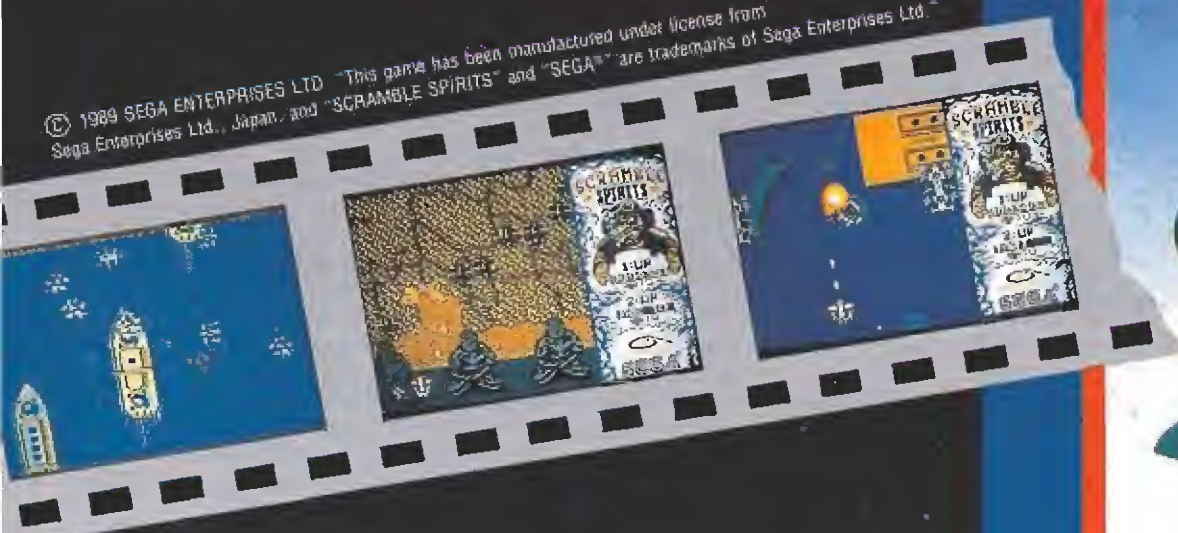 © 1989 SEGA ENTERPRISES LTD. "This game has been manufactured under license from
Sega Enterprises Ltd., Japan, and "SCRAMBLE SPIRITS" and "SEGA®" are trademarks of Sega Enterprises Ltd."
SCRAMBLE
SPIRITS
1:UP
2:UP
SEGA
SCRAMBLE
SPIRITS
1:UP
2:UP
SEGA